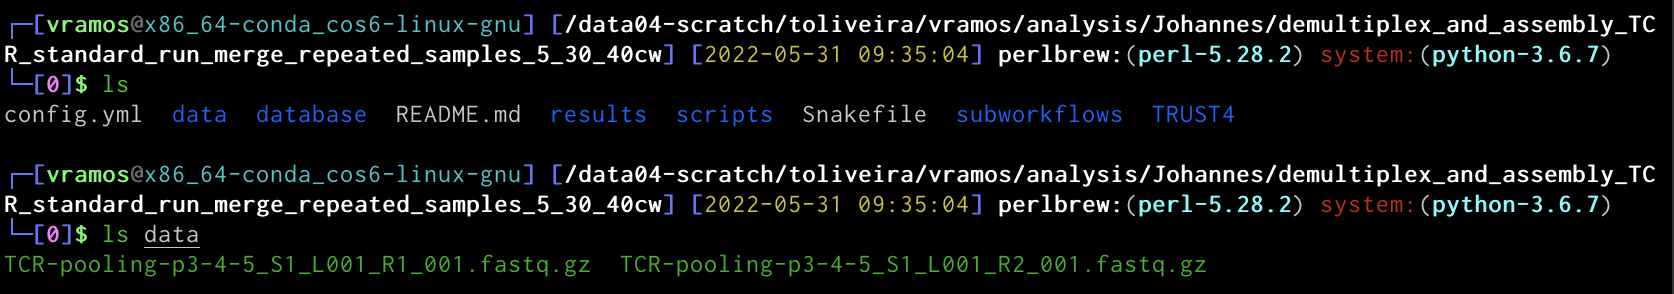 ┌─[vramos@x86_64-conda_cos6-linux-gnu] [/data04-scratch/toliveira/vramos/analysis/Johannes/demultiplex_and_assembly_TC
R_standard_run_merge_repeated_samples_5_30_40cw] [2022-05-31 09:35:04] perlbrew:(perl-5.28.2) system:(python-3.6.7)
└─[0]$ ls
config.yml  data  database  README.md  results  scripts  Snakefile  subworkflows  TRUST4
┌─[vramos@x86_64-conda_cos6-linux-gnu] [/data04-scratch/toliveira/vramos/analysis/Johannes/demultiplex_and_assembly_TC
R_standard_run_merge_repeated_samples_5_30_40cw] [2022-05-31 09:35:04] perlbrew:(perl-5.28.2) system:(python-3.6.7)
└─[0]$ ls data
TCR-pooling-p3-4-5_S1_L001_R1_001.fastq.gz  TCR-pooling-p3-4-5_S1_L001_R2_001.fastq.gz